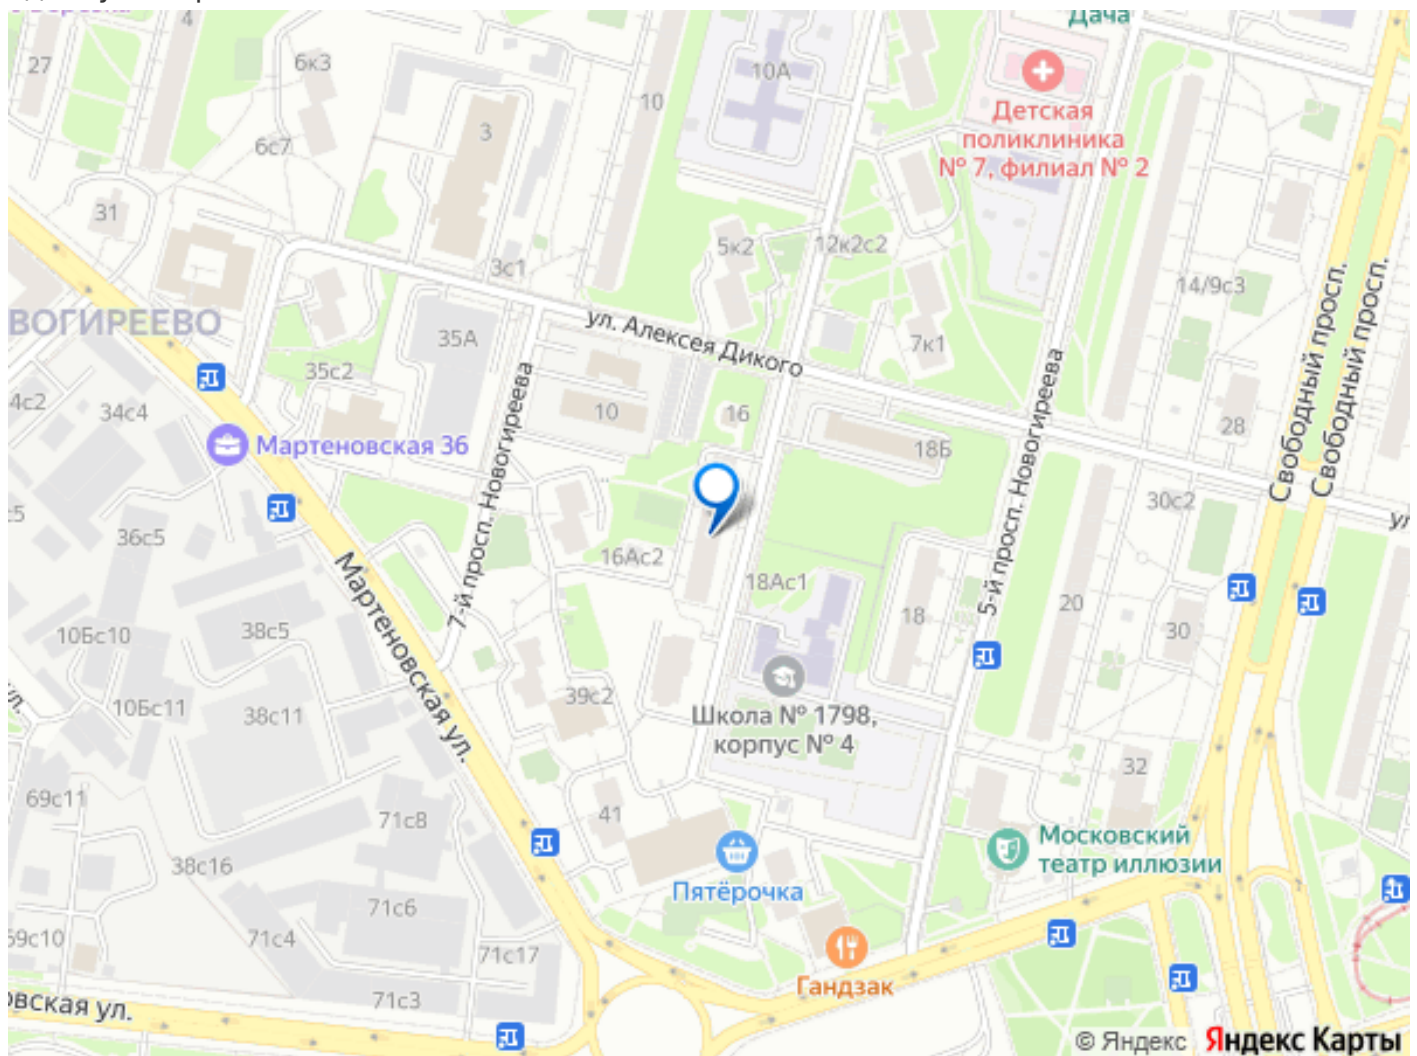 4
Дача
27
6к3
10А
10
3
Детская
поликлиника
№ 7, филиал № 2
6с7
31
5к2
12к2с2
3с1
14/9с3
ВОГИРЕЕВО
ул. Алексея Дикого
35А
7к1
Свободный просп.
Свободный просп.
35с2
4с2
34с4
10
16
28
Мартеновская 36
18Б
7-й просп. Новогиреева
5-й просп. Новогиреева
30с2
36с5
16Ас2
18Ас1
Мартеновская ул.
20
18
30
10Бс10
38с5
39с2
10Бс11
38с11
Школа № 1798,
корпус № 4
32
69с11
71с8
41
Московский
театр иллюзии
38с16
Пятёрочка
71с6
71с4
71с17
Гандзак
71с3
вская ул.
© Яндекс Яндекс Карты